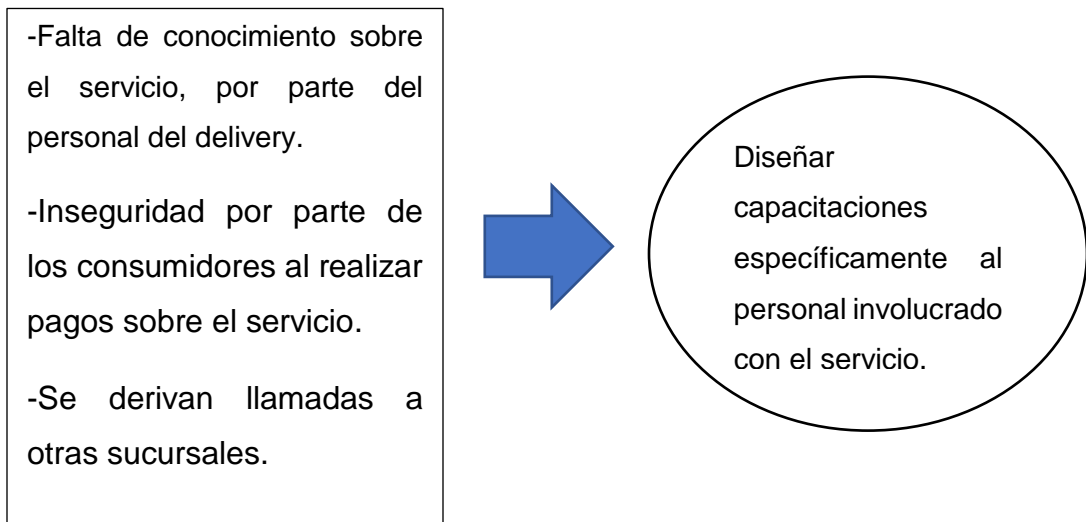 -Falta de conocimiento sobre
el servicio, por parte del
personal del delivery.
-Inseguridad por parte de
los consumidores al realizar
pagos sobre el servicio.
-Se derivan llamadas a
otras sucursales.
Diseñar
capacitaciones
específicamente al
personal involucrado
con el servicio.